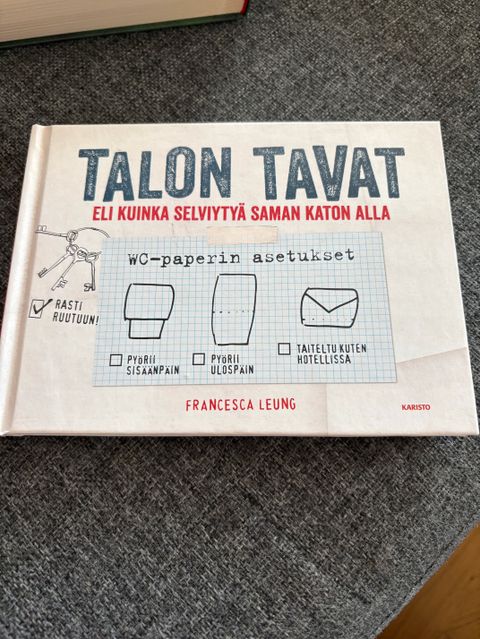 TALON TAVAT
ELI KUINKA SELVIYTYÄ SAMAN KATON ALLA
WC-paperin asetukset
RASTI
RUUTUUN!
PYÖRII
SISÄÄNPÄIN
PYÖRII
ULOSPÄIN
TAITELTU KUTEN
HOTELLISSA
FRANCESCA LEUNG
KARISTO